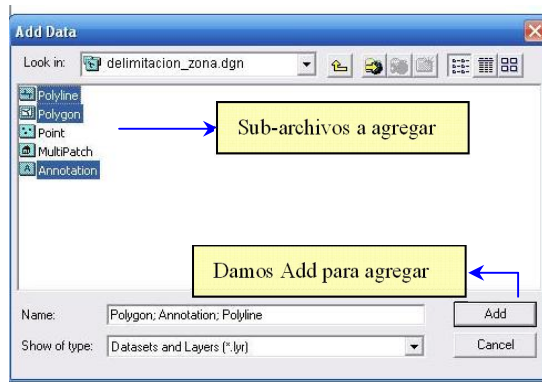 Add Data
Look in: delimitacion_zona.dgn
Polyline
Polygon
Point
MultiPatch
Annotation
Sub-archivos a agregar
Damos Add para agregar
Name: Polygon; Annotation; Polyline Add
Show of type: Datasets and Layers (*.lyr) Cancel